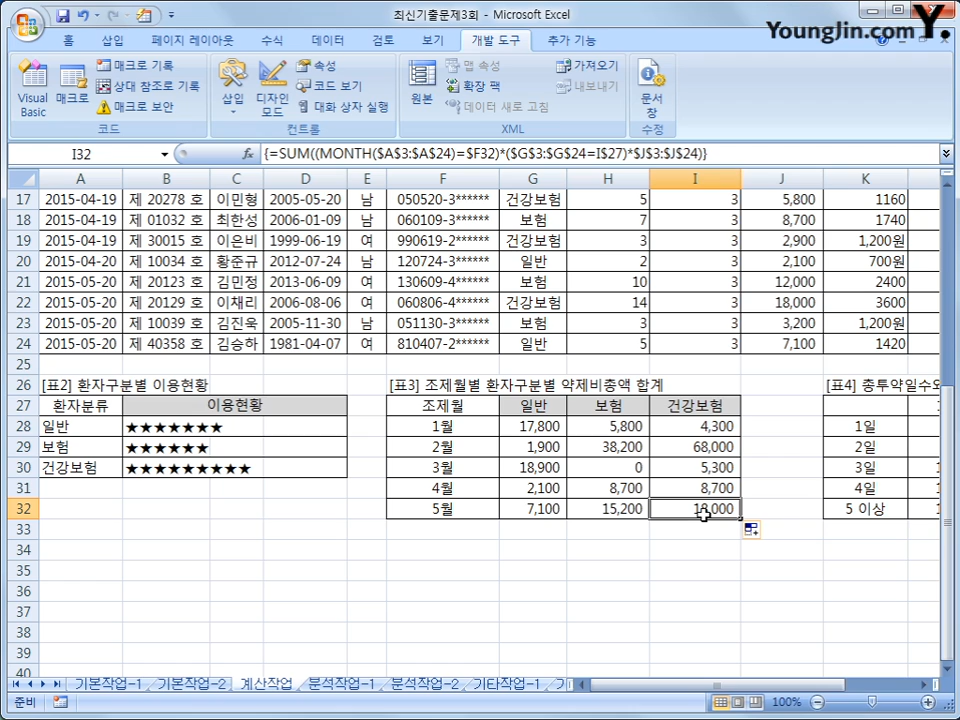 최신기출문제3회 - Microsoft Excel
YoungJin.com Y.
홈 삽입 페이지 레이아웃 수식 데이터 검토 보기 개발 도구 추가 기능
Visual Basic
매크로
매크로 기록
상대 참조로 기록
매크로 보안
코드
삽입
디자인 모드
속성
코드 보기
대화 상자 실행
컨트롤
원본
맵 속성
확장 팩
데이터 새로 고침
가져오기
내보내기
XML
문서 창
수정
I32 fx {=SUM((MONTH($A$3:$A$24)=$F32)*($G$3:$G$24=I$27)*$J$3:$J$24)}
A B C D E F G H I J K
17 2015-04-19 제 20278 호 이민형 2005-05-20 남 050520-3****** 건강보험 5 3 5,800 1160
18 2015-04-19 제 01032 호 최한성 2006-01-09 남 060109-3****** 보험 7 3 8,700 1740
19 2015-04-19 제 30015 호 이은비 1999-06-19 여 990619-2****** 건강보험 3 3 2,900 1,200원
20 2015-04-20 제 10034 호 황준규 2012-07-24 남 120724-3****** 일반 2 3 2,100 700원
21 2015-05-20 제 20123 호 김민정 2013-06-09 여 130609-4****** 보험 10 3 12,000 2400
22 2015-05-20 제 20129 호 이채리 2006-08-06 여 060806-4****** 건강보험 14 3 18,000 3600
23 2015-05-20 제 10039 호 김진욱 2005-11-30 남 051130-3****** 보험 3 3 3,200 1,200원
24 2015-05-20 제 40358 호 김승하 1981-04-07 여 810407-2****** 일반 5 3 7,100 1420
25
26 [표2] 환자구분별 이용현황 [표3] 조제월별 환자구분별 약제비총액 합계 [표4] 총투약일수와
27 환자분류 이용현황 조제월 일반 보험 건강보험
28 일반 ★★★★★★★ 1월 17,800 5,800 4,300 1일
29 보험 ★★★★★★ 2월 1,900 38,200 68,000 2일
30 건강보험 ★★★★★★★★★ 3월 18,900 0 5,300 3일
31 4월 2,100 8,700 8,700 4일
32 5월 7,100 15,200 18,000 5 이상
33
34
35
36
37
38
39
40
기본작업-1 기본작업-2 계산작업 분석작업-1 분석작업-2 기타작업-1
준비 100%